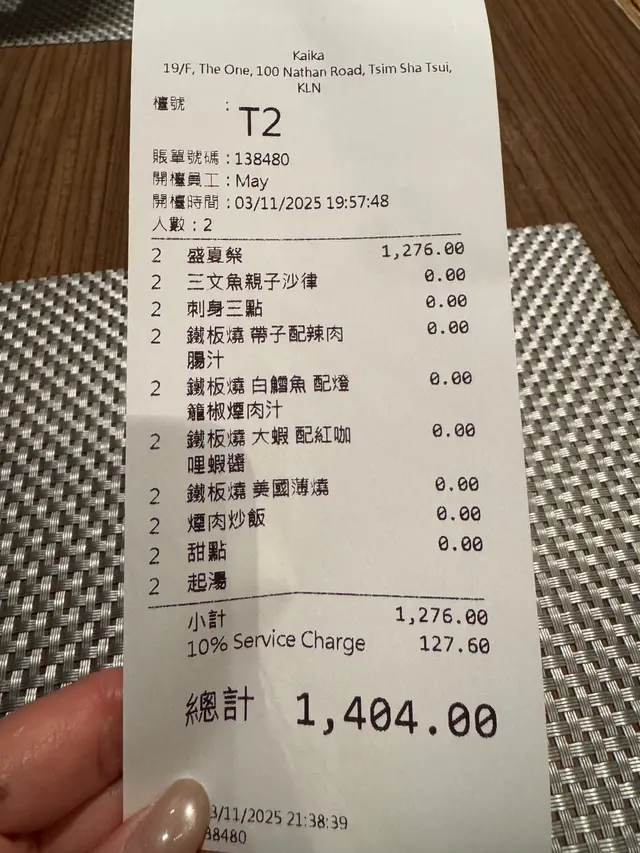 Kaika
19/F, The One, 100 Nathan Road, Tsim Sha Tsui,
KLN
檯號 : T2
賬單號碼 : 138480
開檯員工 : May
開檯時間 : 03/11/2025 19:57:48
人數 : 2
2 盛夏祭 1,276.00
2 三文魚親子沙律 0.00
2 刺身三點 0.00
2 鐵板燒 帶子配辣肉 0.00
腸汁
2 鐵板燒 白鱈魚 配燈 0.00
籠椒煙肉汁
2 鐵板燒 大蝦 配紅咖 0.00
哩蝦醬
2 鐵板燒 美國薄燒 0.00
2 煙肉炒飯 0.00
2 甜點 0.00
2 起湯
小計 1,276.00
10% Service Charge 127.60
總計 1,404.00
3/11/2025 21:38:39
38480